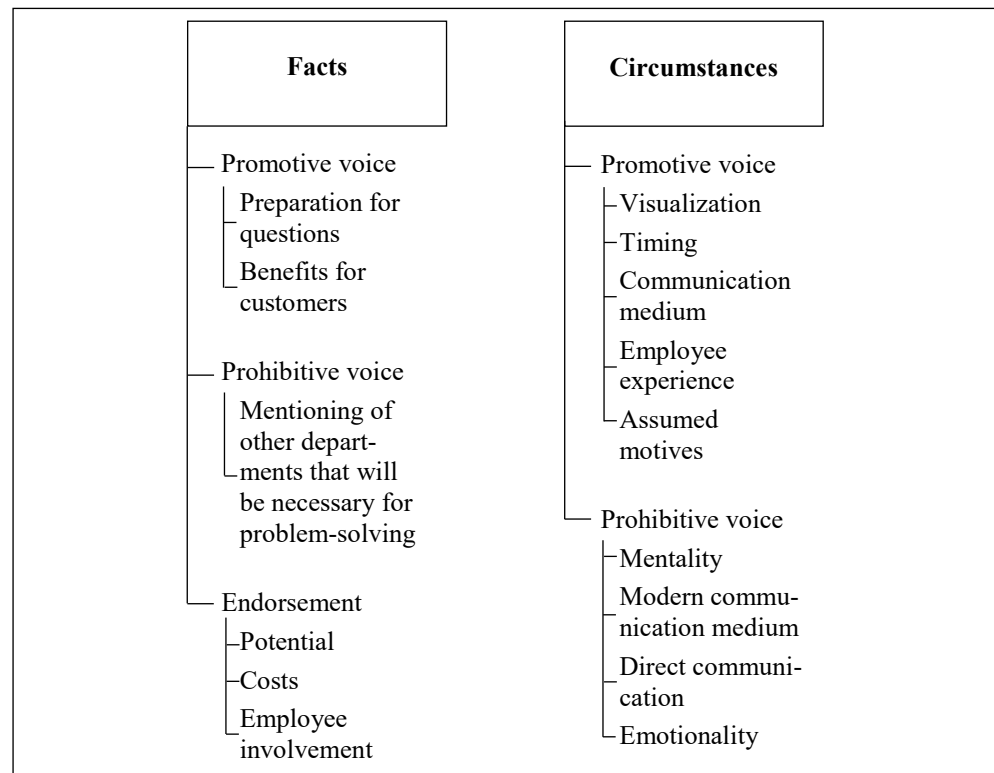 Facts
Promotive voice
Preparation for
questions
Benefits for
customers
Prohibitive voice
Mentioning of
other depart-
ments that will
be necessary for
problem-solving
Endorsement
Potential
Costs
Employee
involvement
Circumstances
Promotive voice
Visualization
Timing
Communication
medium
Employee
experience
Assumed
motives
Prohibitive voice
Mentality
Modern commu-
nication medium
Direct communi-
cation
Emotionality